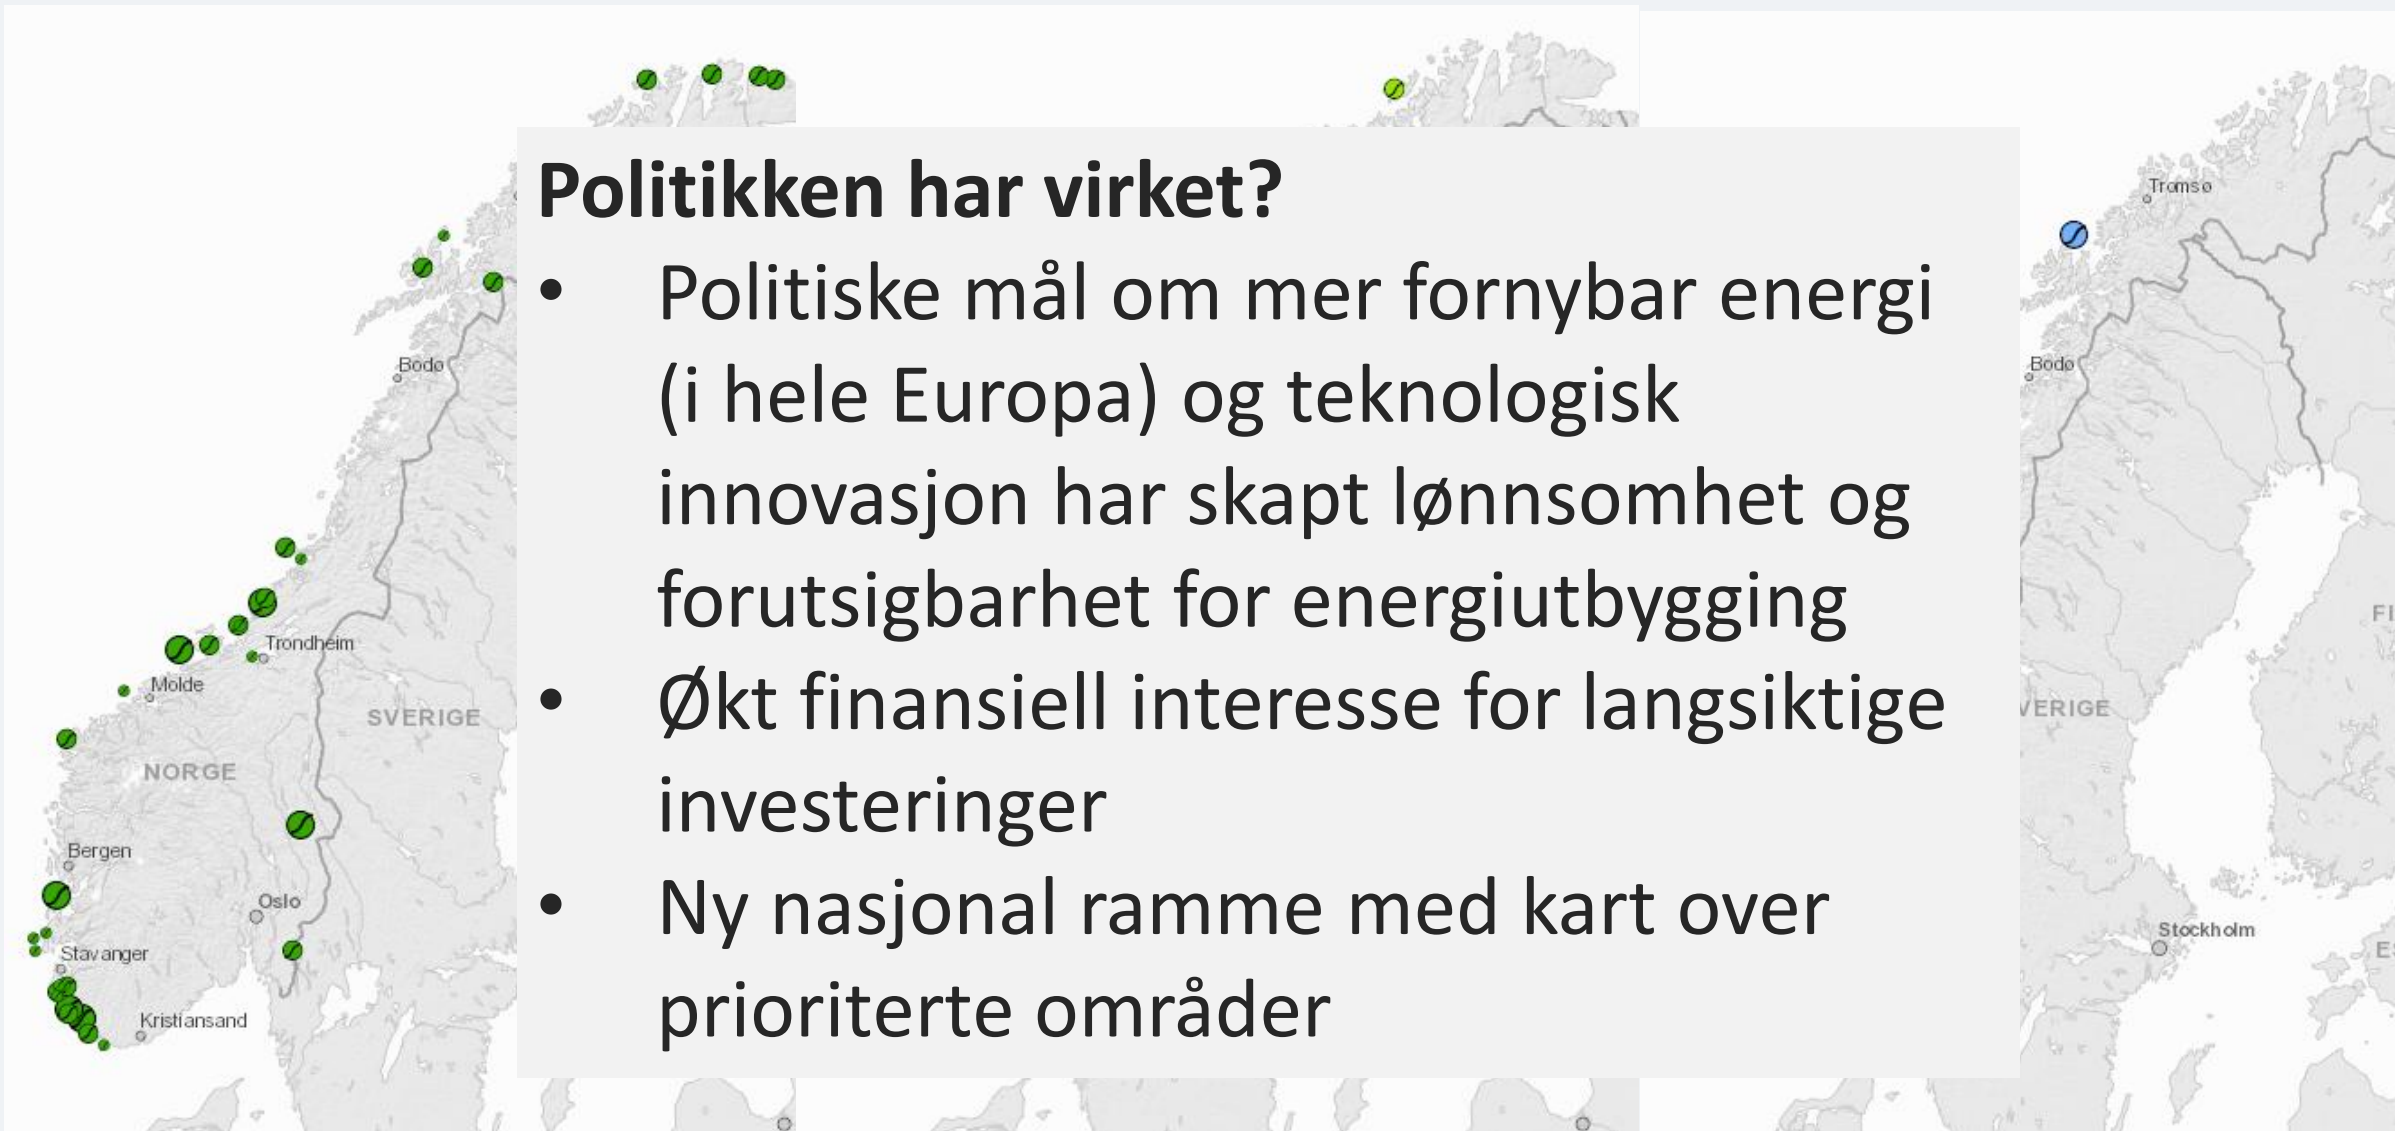 Politikken har virket?
• Politiske mål om mer fornybar energi
(i hele Europa) og teknologisk
innovasjon har skapt lønnsomhet og
forutsigbarhet for energiutbygging
• Økt finansiell interesse for langsiktige
investeringer
• Ny nasjonal ramme med kart over
prioriterte områder
Bodø
Trondheim
Molde
SVERIGE
NORGE
Bergen
Oslo
Stavanger
Kristiansand
Tromsø
Bodø
VERIGE
Stockholm
FI
E